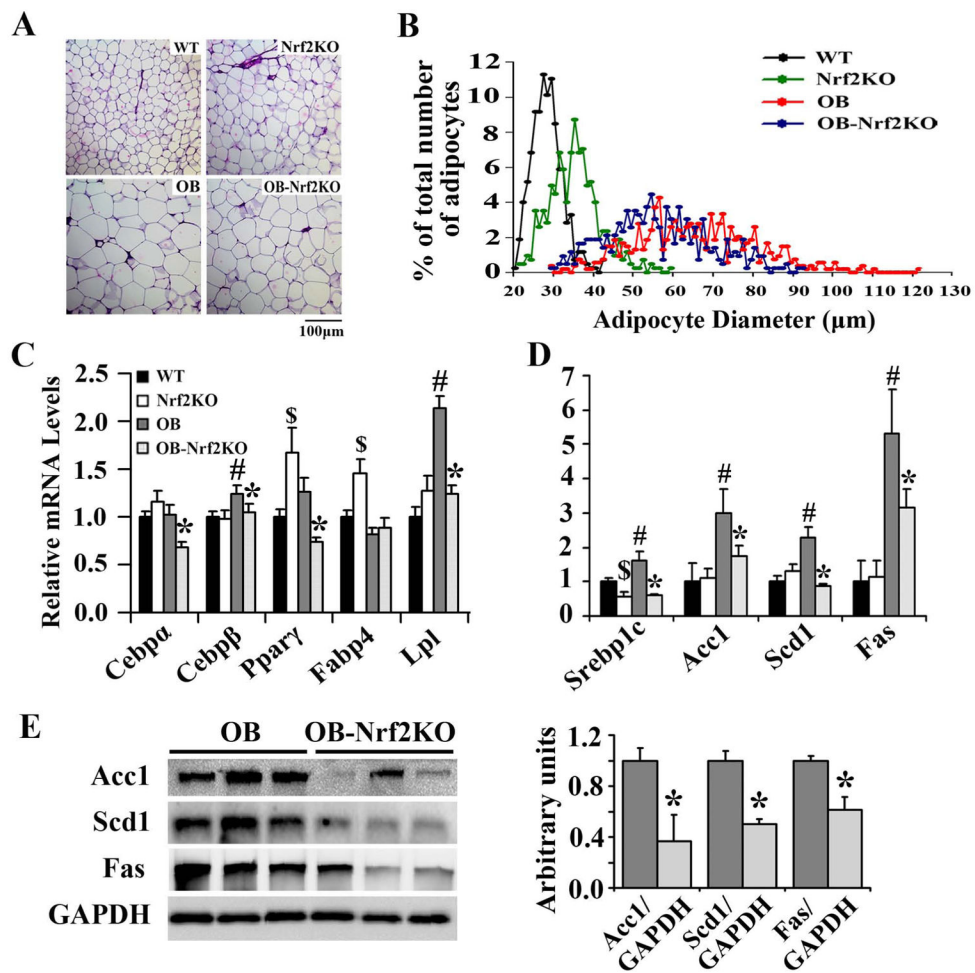 A
WT
Nrf2KO
OB
OB-Nrf2KO
100μm
B
WT
Nrf2KO
OB
OB-Nrf2KO
% of total number
of adipocytes
12
10
8
6
4
2
0
20 30 40 50 60 70 80 90 100 110 120 130
Adipocyte Diameter (μm)
C
WT
Nrf2KO
OB
OB-Nrf2KO
Relative mRNA Levels
2.5
2.0
1.5
1.0
0.5
0.0
* # * $ * $ # *
Cebpα Cebpβ Pparγ Fabp4 Lpl
D
7
6
5
4
3
2
1
0
$ # * # * # * # *
Srebp1c Acc1 Scd1 Fas
E
OB OB-Nrf2KO
Acc1
Scd1
Fas
GAPDH
Arbitrary units
1.2
0.8
0.4
0.0
* * *
Acc1/ Scd1/ Fas/
GAPDH GAPDH GAPDH